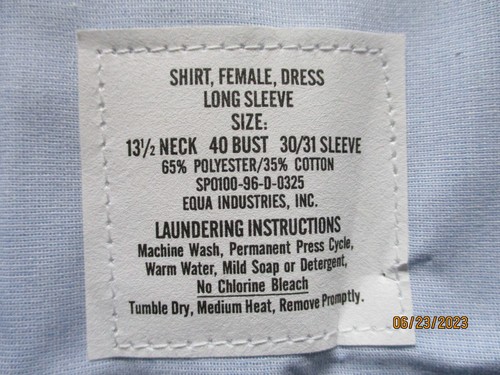 SHIRT, FEMALE, DRESS
LONG SLEEVE
SIZE:
13½ NECK 40 BUST 30/31 SLEEVE
65% POLYESTER/35% COTTON
SPO100-96-D-0325
EQUA INDUSTRIES, INC.
LAUNDERING INSTRUCTIONS
Machine Wash, Permanent Press Cycle,
Warm Water, Mild Soap or Detergent,
No Chlorine Bleach
Tumble Dry, Medium Heat, Remove Promptly.
06/23/2023